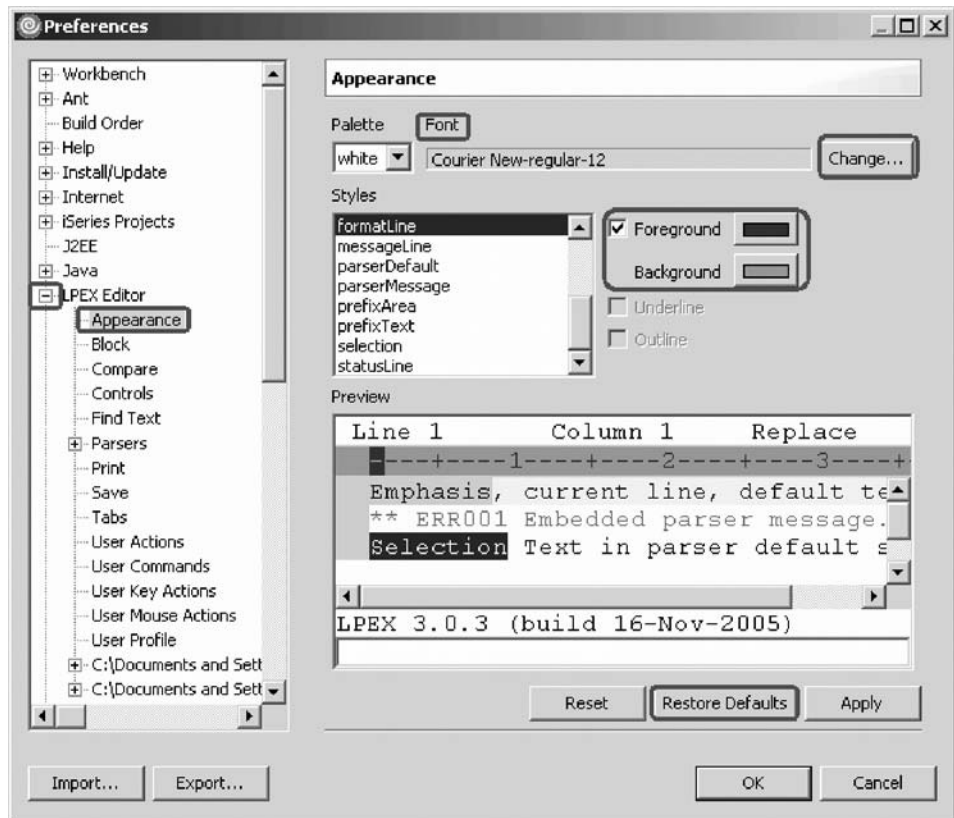 Preferences
Workbench
Ant
Build Order
Help
Install/Update
Internet
iSeries Projects
J2EE
Java
LPEX Editor
Appearance
Block
Compare
Controls
Find Text
Parsers
Print
Save
Tabs
User Actions
User Commands
User Key Actions
User Mouse Actions
User Profile
C:\Documents and Sett
C:\Documents and Sett
Import... Export...
Appearance
Palette Font
white Courier New-regular-12 Change...
Styles
formatLine
messageLine
parserDefault
parserMessage
prefixArea
prefixText
selection
statusLine
Foreground
Background
Underline
Outline
Preview
Line 1 Column 1 Replace
----+----1----+----2----+----3----+
Emphasis, current line, default te
** ERR001 Embedded parser message.
Selection Text in parser default s
LPEX 3.0.3 (build 16-Nov-2005)
Reset Restore Defaults Apply
OK Cancel